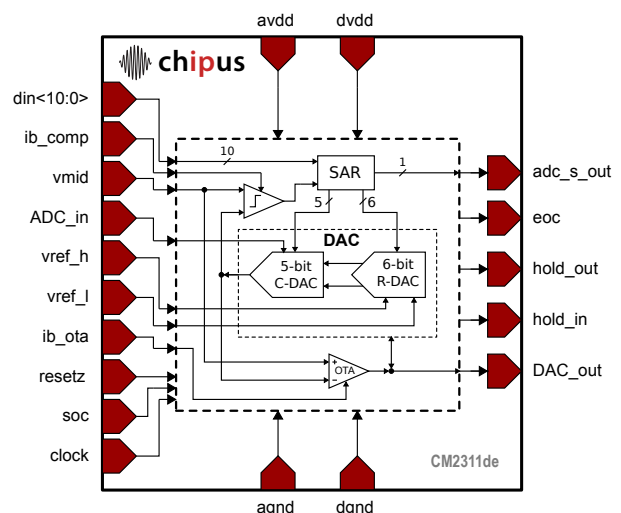 avdd dvdd
chipus
din<10:0>
ib_comp
vmid
ADC_in
vref_h
vref_l
ib_ota
resetz
soc
clock
10
SAR
1
5
6
DAC
5-bit
C-DAC
6-bit
R-DAC
+
OTA
−
adc_s_out
eoc
hold_out
hold_in
DAC_out
CM2311de
agnd dgnd